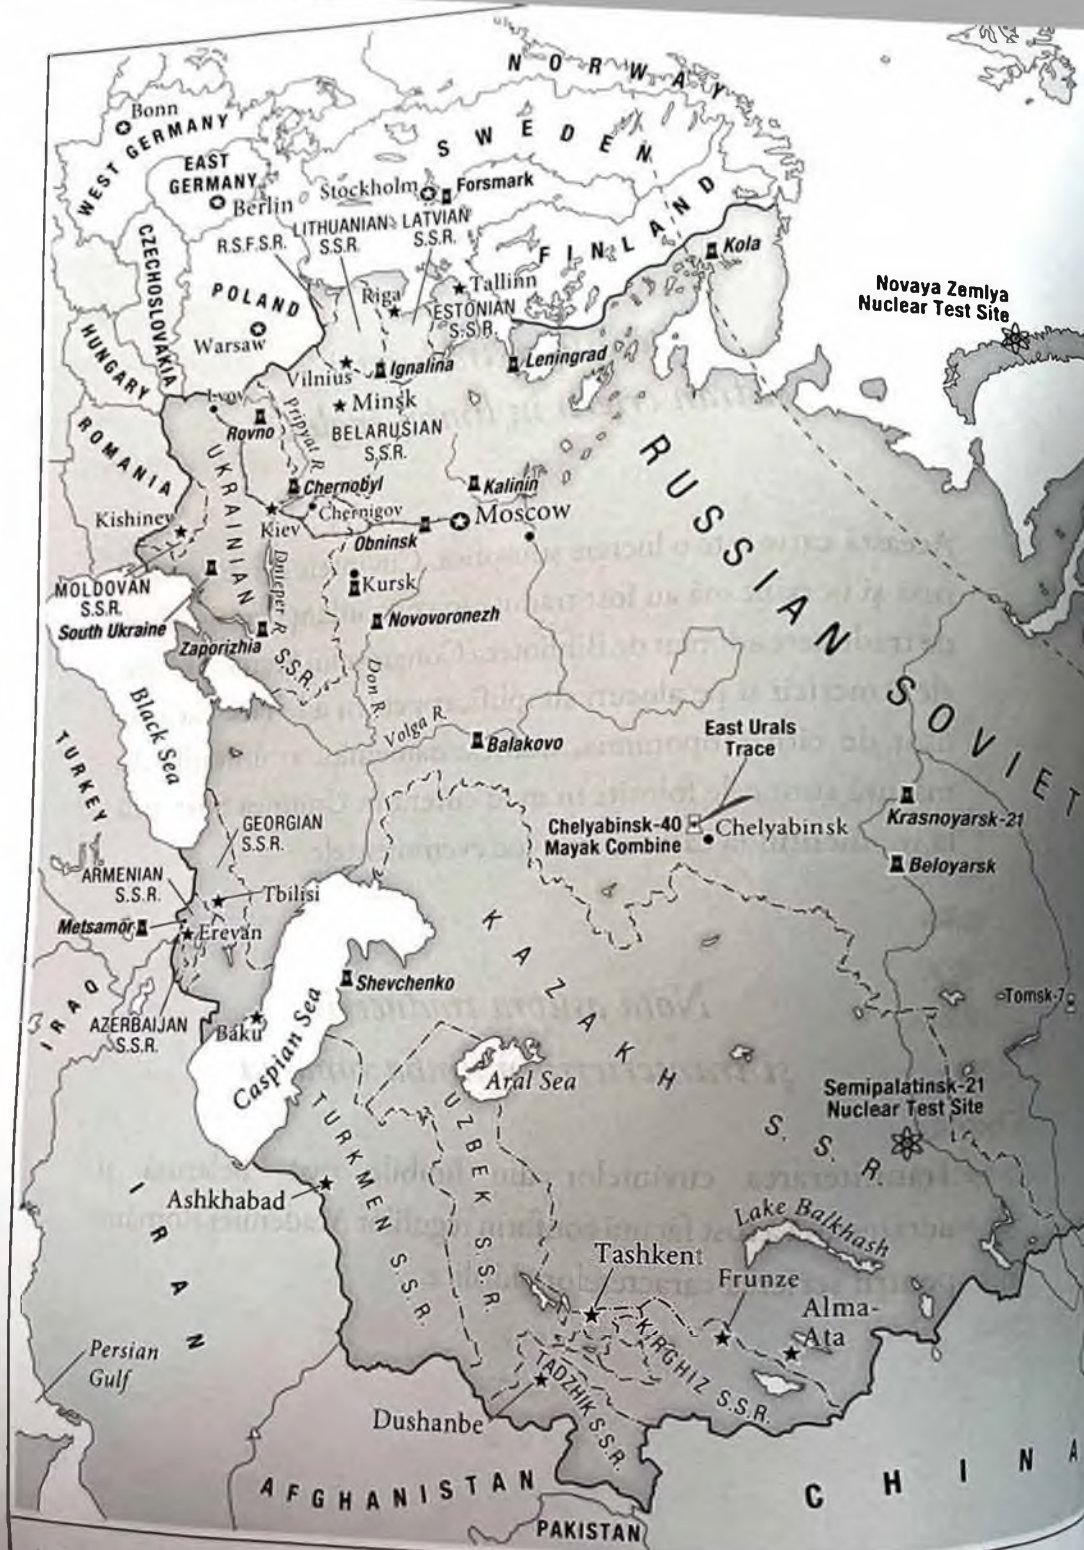 NORWAY
Bonn
WEST GERMANY
SWEDEN
EAST
GERMANY
Berlin
Stockholm
Forsmark
FINLAND
LITHUANIAN
S.S.R.
LATVIAN
S.S.R.
R.S.F.S.R.
CZECHOSLOVAKIA
Kola
Novaya Zemlya
Nuclear Test Site
POLAND
Riga
Tallinn
ESTONIAN
S.S.R.
Warsaw
HUNGARY
Vilnius
Ignalina
Leningrad
Lvov
Minsk
Pripyat R.
Rovno
BELARUSIAN
S.S.R.
ROMANIA
RUSSIAN
UKRAINIAN
S.S.R.
Chernobyl
Kalinin
Kishinev
Kiev
Chernigov
Moscow
Obninsk
Dnieper R.
Kursk
MOLDOVAN
S.S.R.
South Ukraine
Novovoronezh
Zaporizhia
Don R.
SOVIET
Black Sea
Volga R.
Balakovo
East Urals
Trace
TURKEY
Krasnoyarsk-21
GEORGIAN
S.S.R.
Chelyabinsk-40
Mayak Combine
Chelyabinsk
Beloyarsk
ARMENIAN
S.S.R.
Tbilisi
Metsamor
Erevan
KAZAKH
S.S.R.
Shevchenko
IRAQ
AZERBAIJAN
S.S.R.
Baku
Caspian Sea
Tomsk-7
Aral Sea
Semipalatinsk-21
Nuclear Test Site
TURKMEN S.S.R.
UZBEK S.S.R.
IRAN
Ashkhabad
Lake Balkhash
Tashkent
Frunze
Alma-
Ata
KIRGHIZ S.S.R.
Persian
Gulf
TADZHIK S.S.R.
Dushanbe
AFGHANISTAN
CHINA
PAKISTAN